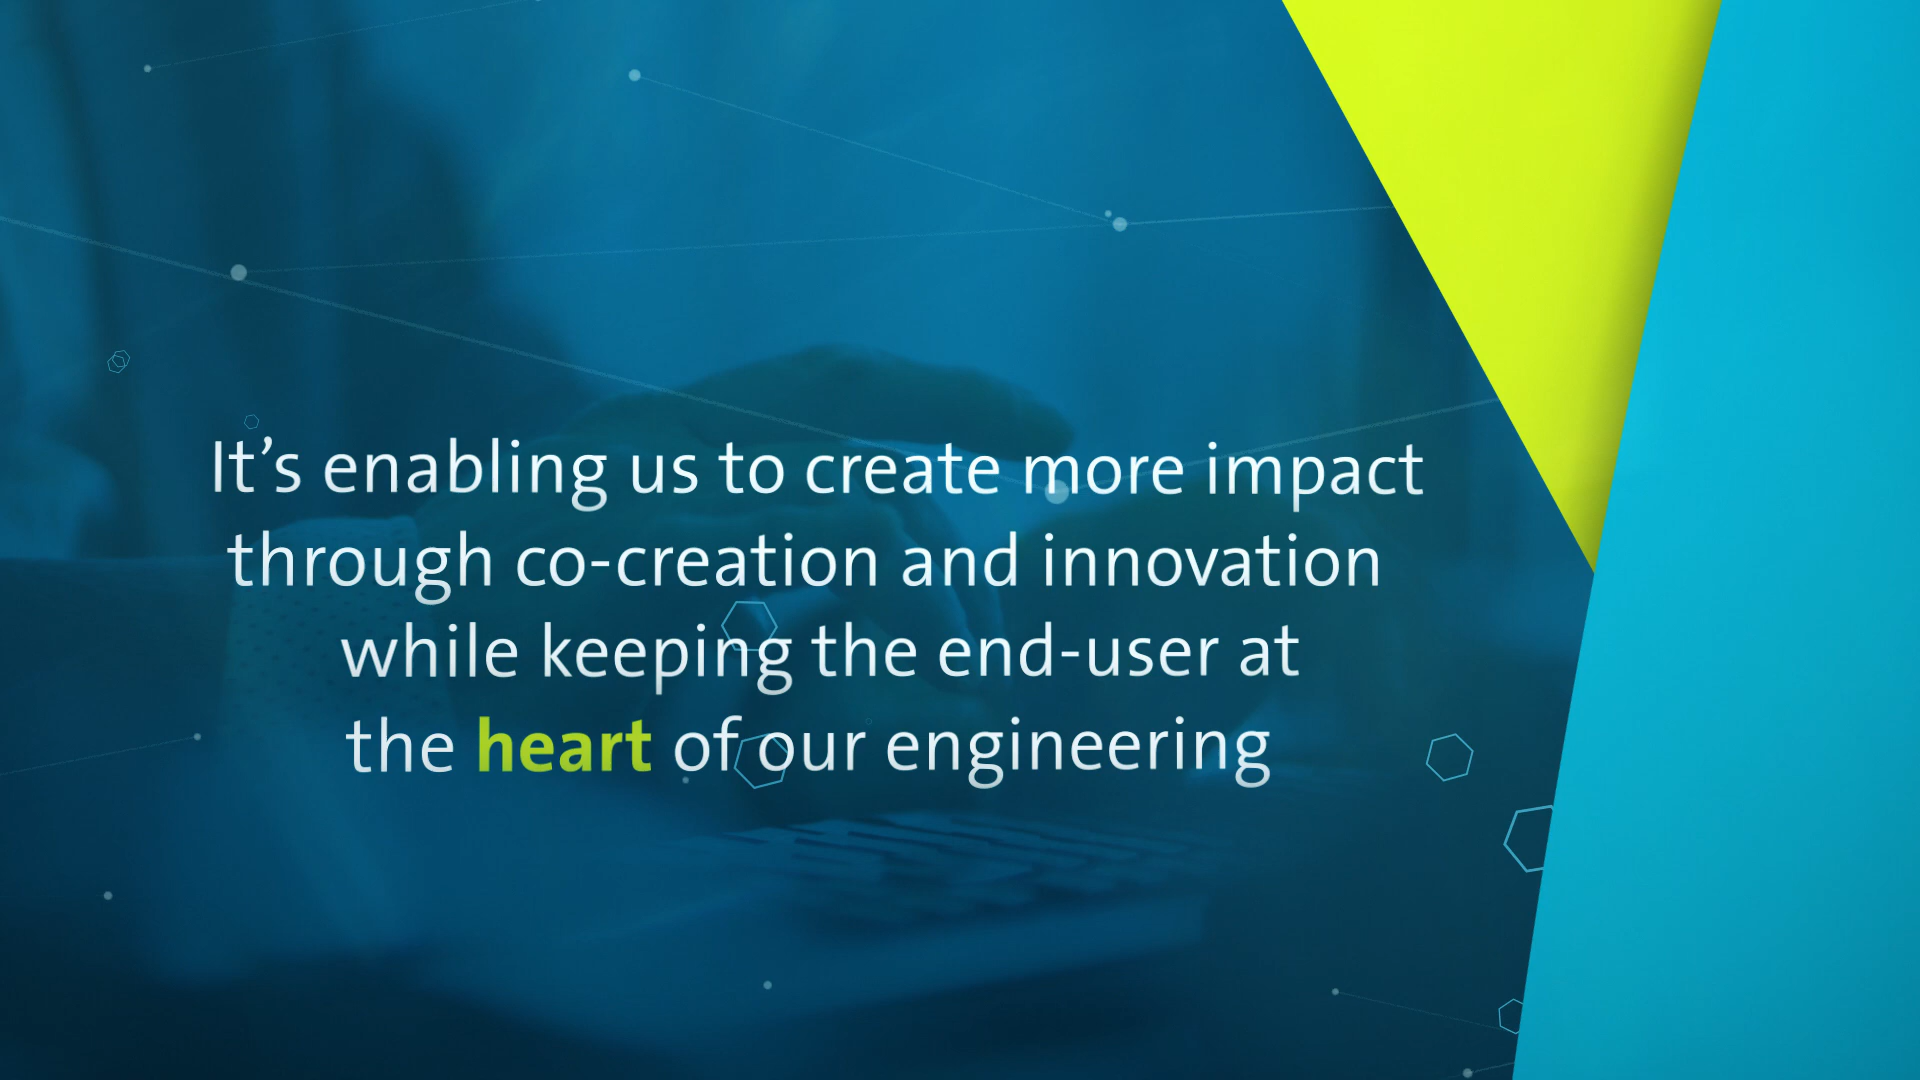 It’s enabling us to create more impact
through co-creation and innovation
while keeping the end-user at
the heart of our engineering